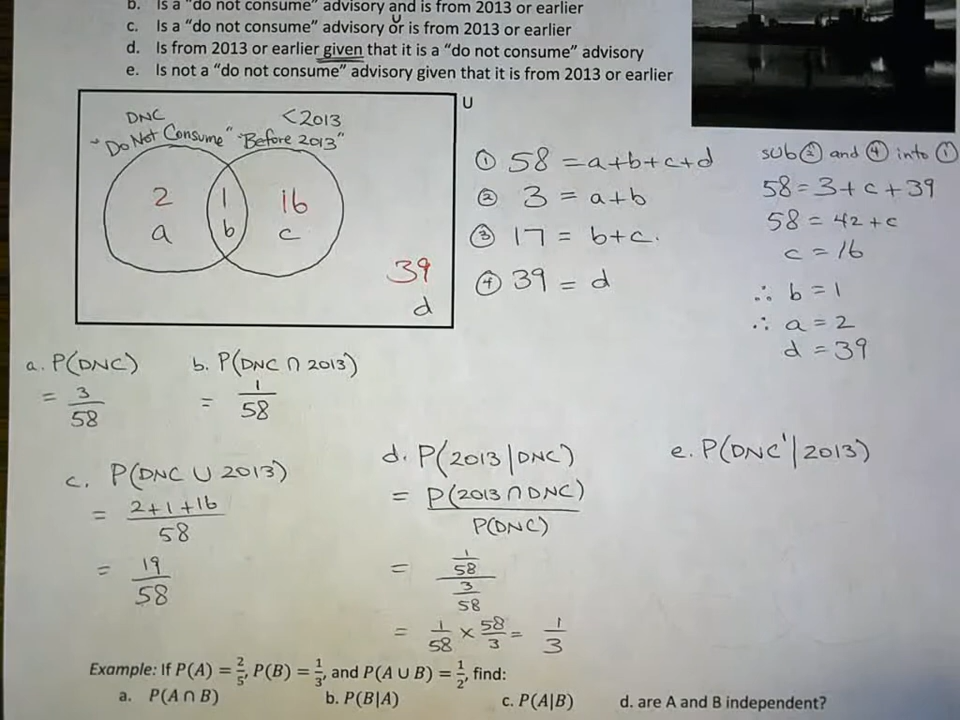 b. Is a "do not consume" advisory and is from 2013 or earlier
c. Is a "do not consume" advisory or is from 2013 or earlier
U
d. Is from 2013 or earlier given that it is a "do not consume" advisory
e. Is not a "do not consume" advisory given that it is from 2013 or earlier
U
DNC
"Do Not Consume"
<2013
"Before 2013"
2 1 16
a b c
39
d
① 58 = a+b+c+d
② 3 = a+b
③ 17 = b+c.
④ 39 = d
sub ② and ④ into ①
58 = 3+c+39
58 = 42+c
c = 16
∴ b = 1
∴ a = 2
d = 39
a. P(DNC)
= 3/58
b. P(DNC ∩ 2013)
= 1/58
c. P(DNC ∪ 2013)
= 2+1+16/58
= 19/58
d. P(2013|DNC)
= P(2013 ∩ DNC)/P(DNC)
= 1/58 / 3/58
= 1/58 × 58/3 = 1/3
e. P(DNC'|2013)
Example: If P(A) = 2/5, P(B) = 1/3, and P(A ∪ B) = 1/2, find:
a. P(A ∩ B) b. P(B|A) c. P(A|B) d. are A and B independent?